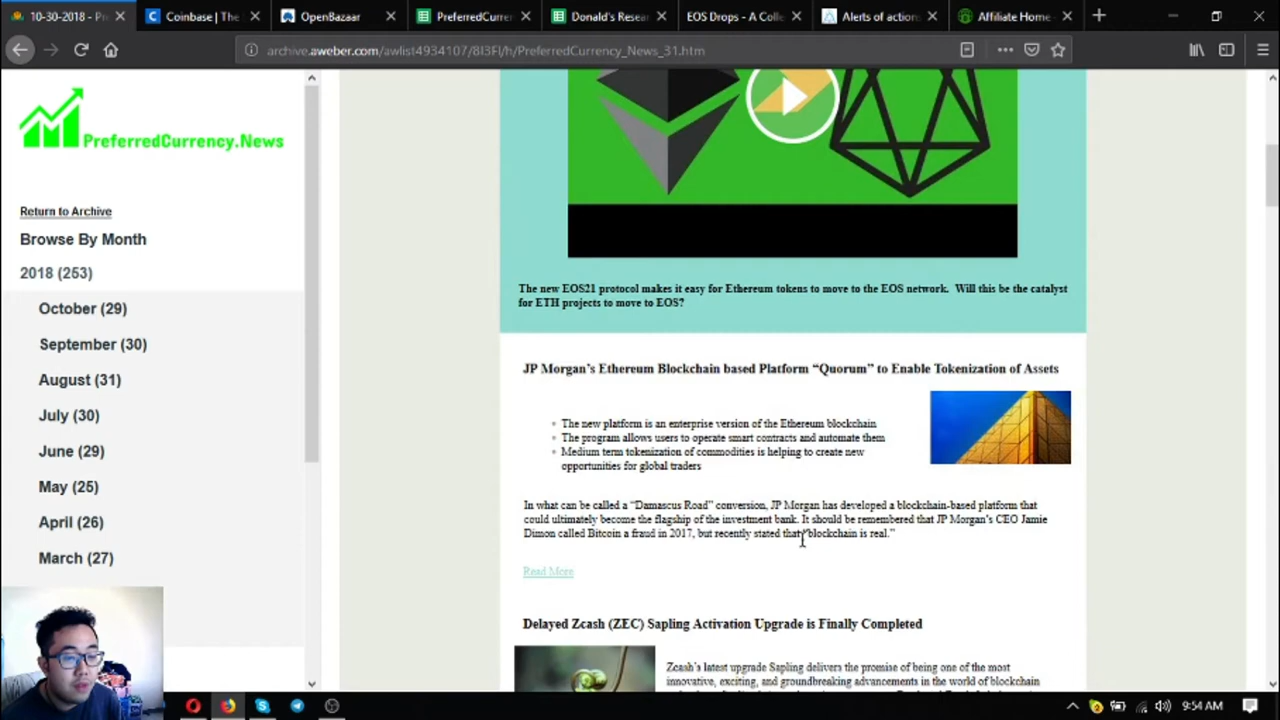 10-30-2018 - Pr
Coinbase | The
OpenBazaar
PreferredCurren
Donald's Resea
EOS Drops - A Colle
Alerts of action
Affiliate Home -
archive.aweber.com/awlist4934107/8I3Fl/h/PreferredCurrency_News_31.htm
PreferredCurrency.News
Return to Archive
Browse By Month
2018 (253)
October (29)
September (30)
August (31)
July (30)
June (29)
May (25)
April (26)
March (27)
The new EOS21 protocol makes it easy for Ethereum tokens to move to the EOS network. Will this be the catalyst
for ETH projects to move to EOS?
JP Morgan's Ethereum Blockchain based Platform “Quorum” to Enable Tokenization of Assets
The new platform is an enterprise version of the Ethereum blockchain
The program allows users to operate smart contracts and automate them
Medium term tokenization of commodities is helping to create new
opportunities for global traders
In what can be called a “Damascus Road” conversion, JP Morgan has developed a blockchain-based platform that
could ultimately become the flagship of the investment bank. It should be remembered that JP Morgan's CEO Jamie
Dimon called Bitcoin a fraud in 2017, but recently stated that “blockchain is real.”
Read More
Delayed Zcash (ZEC) Sapling Activation Upgrade is Finally Completed
Zcash's latest upgrade Sapling delivers the promise of being one of the most
innovative, exciting, and groundbreaking advancements in the world of blockchain
9:54 AM